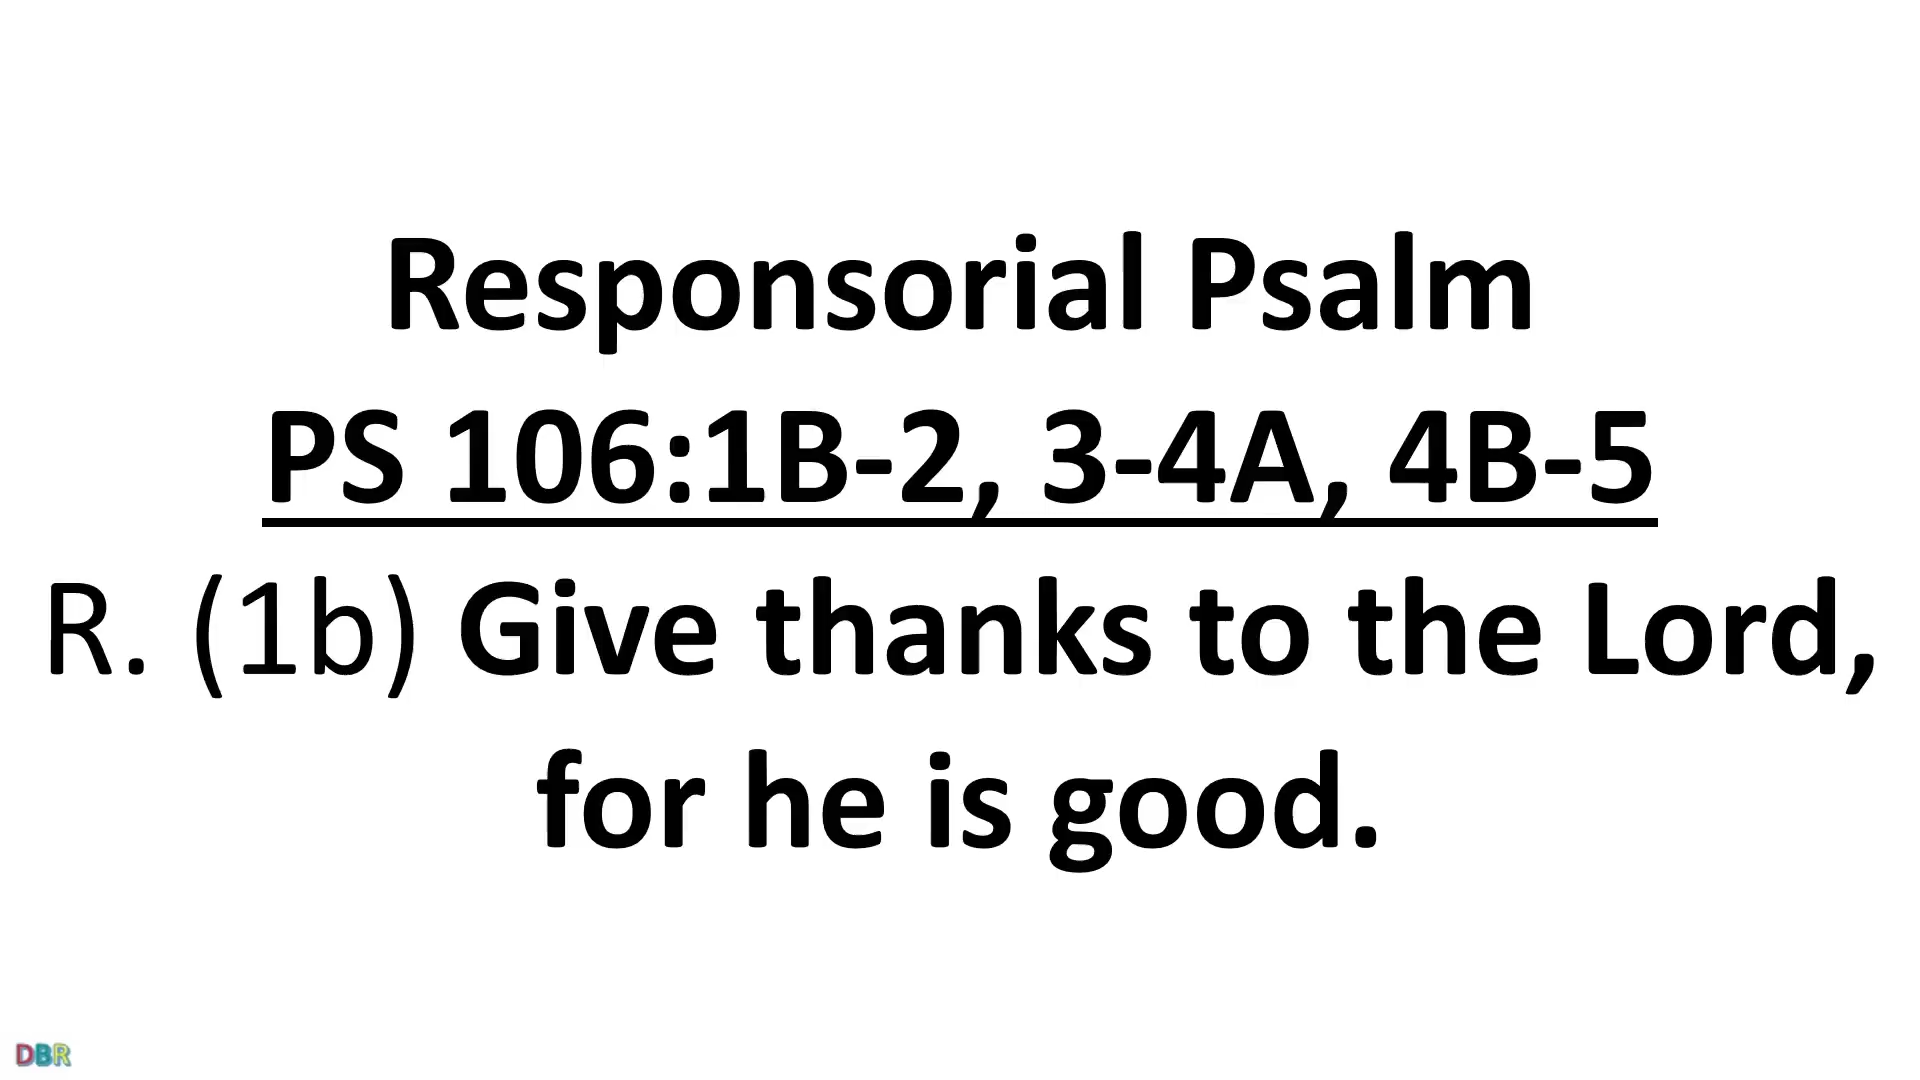 Responsorial Psalm
PS 106:1B-2, 3-4A, 4B-5
R. (1b) Give thanks to the Lord,
for he is good.
DBR